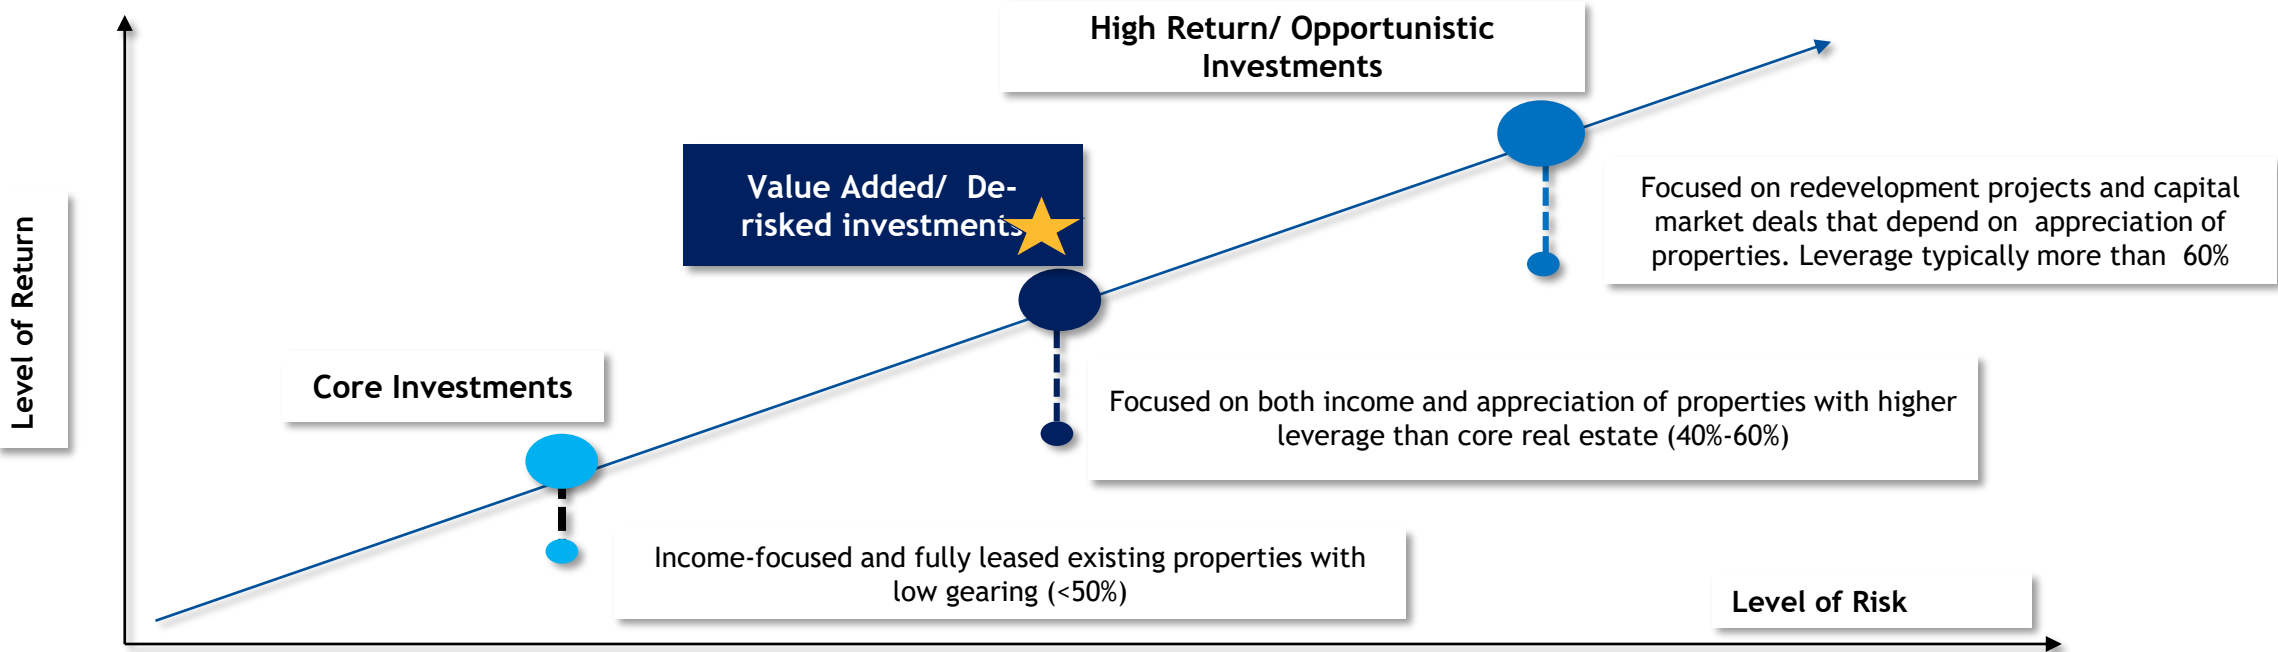 High Return/ Opportunistic
Investments
Value Added/ De-
risked investments
Focused on redevelopment projects and capital
market deals that depend on appreciation of
properties. Leverage typically more than 60%
Level of Return
Core Investments
Focused on both income and appreciation of properties with higher
leverage than core real estate (40%-60%)
Income-focused and fully leased existing properties with
low gearing (<50%)
Level of Risk